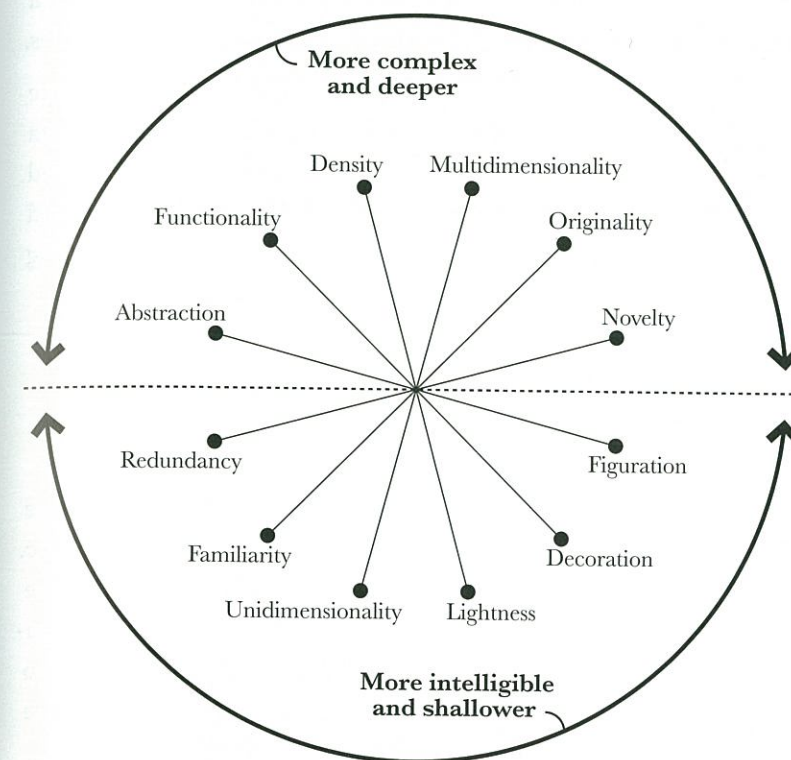 More complex
and deeper
Density
Multidimensionality
Functionality
Originality
Abstraction
Novelty
Redundancy
Figuration
Familiarity
Decoration
Unidimensionality
Lightness
More intelligible
and shallower